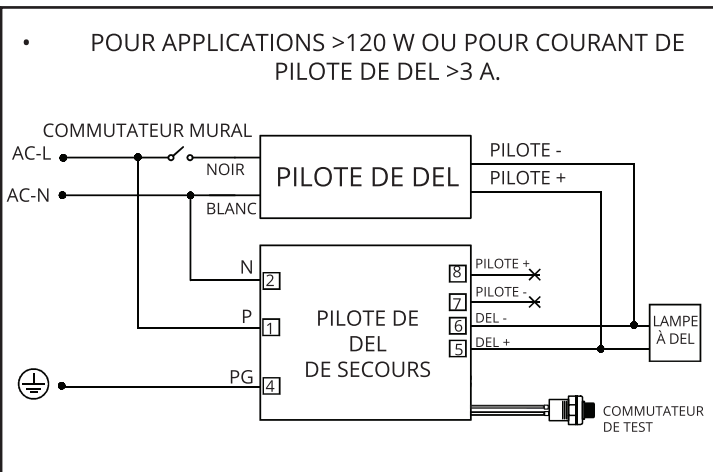 • POUR APPLICATIONS >120 W OU POUR COURANT DE
PILOTE DE DEL >3 A.
COMMUTATEUR MURAL
AC-L
NOIR
PILOTE DE DEL
PILOTE -
PILOTE +
AC-N
BLANC
N
2
P
1
PG
4
PILOTE DE
DEL
DE SECOURS
8
PILOTE +
7
PILOTE -
6
DEL -
5
DEL +
LAMPE
À DEL
COMMUTATEUR
DE TEST